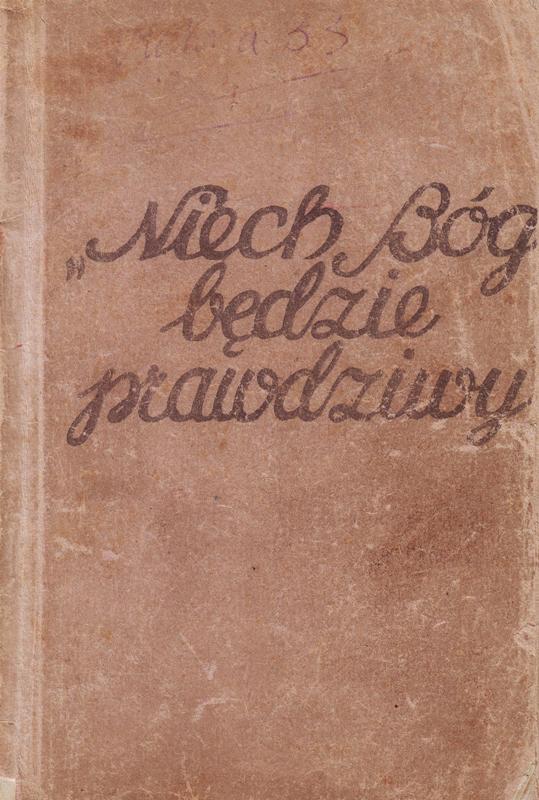 „Niech Bóg
będzie
prawdziwy